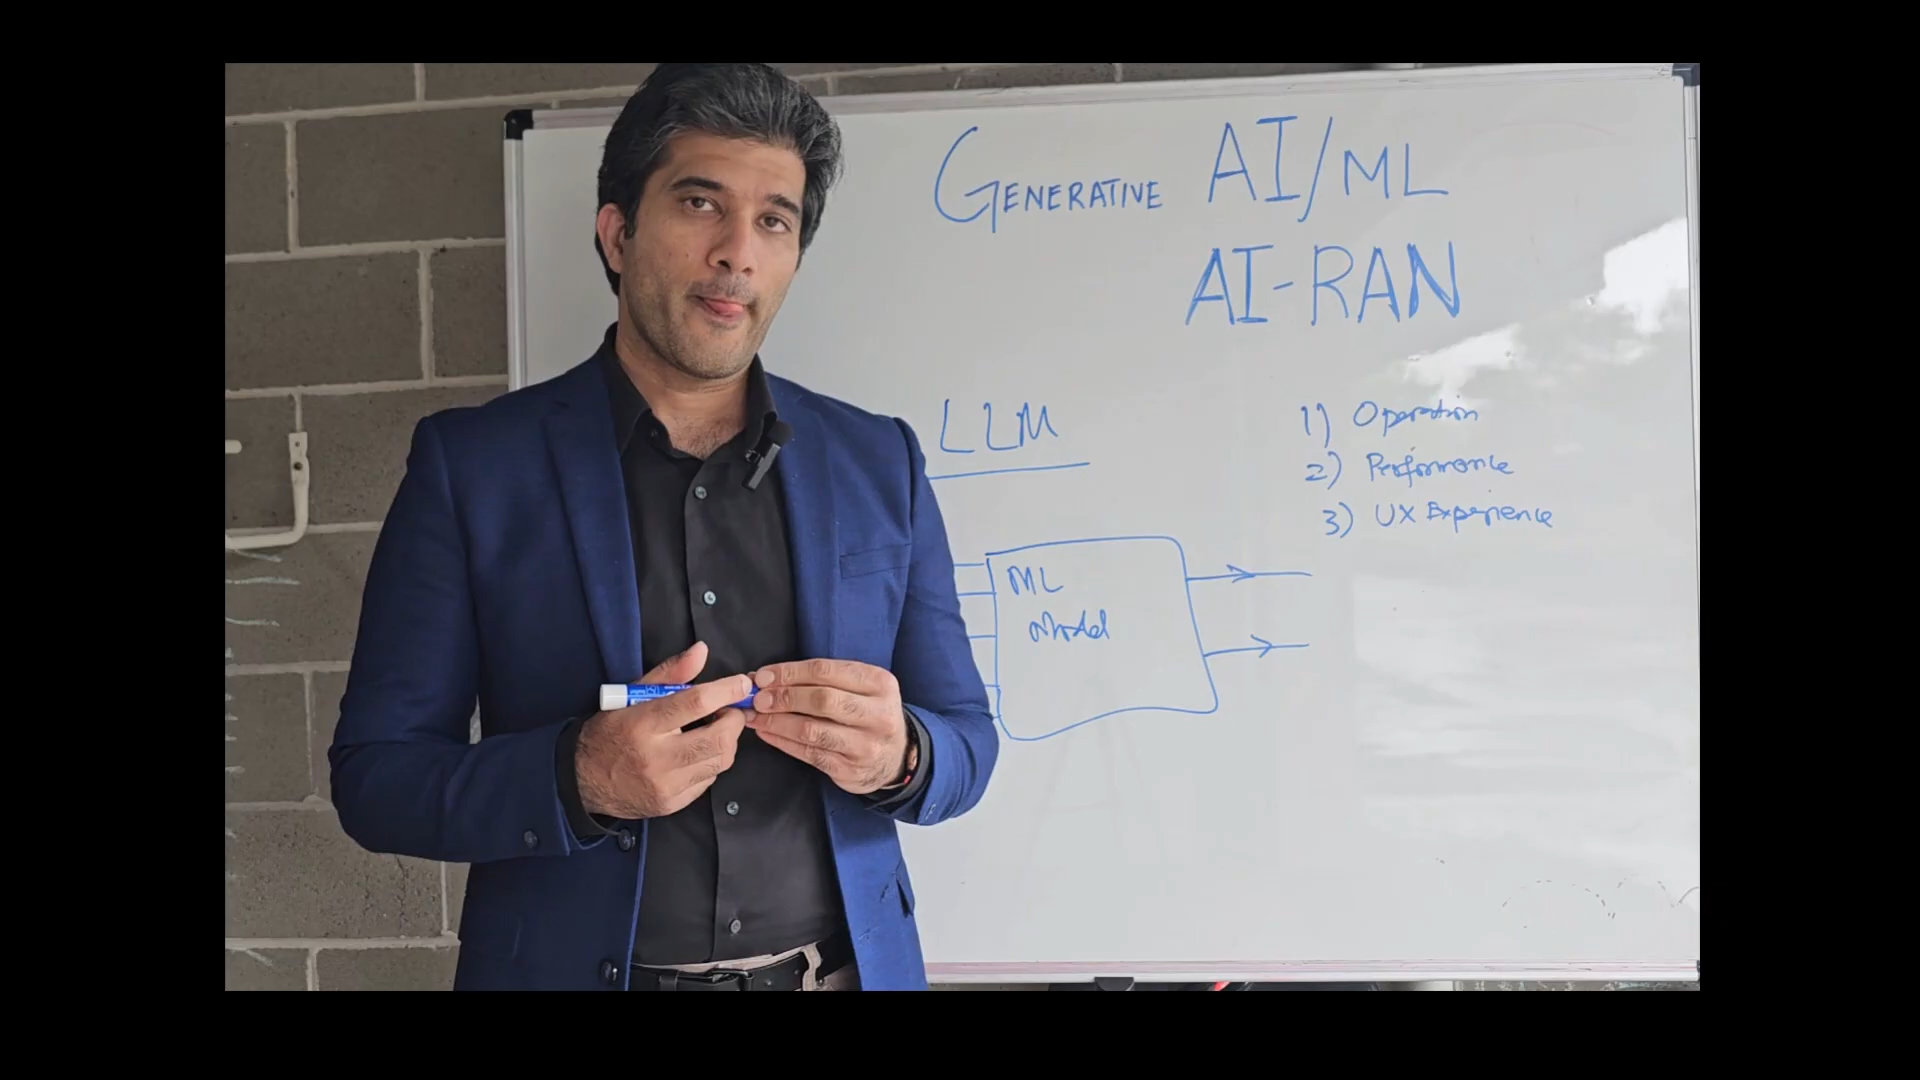 GENERATIVE AI/ML
AI-RAN
LLM
1) Operation
2) Performance
3) UX Experience
ML
Model